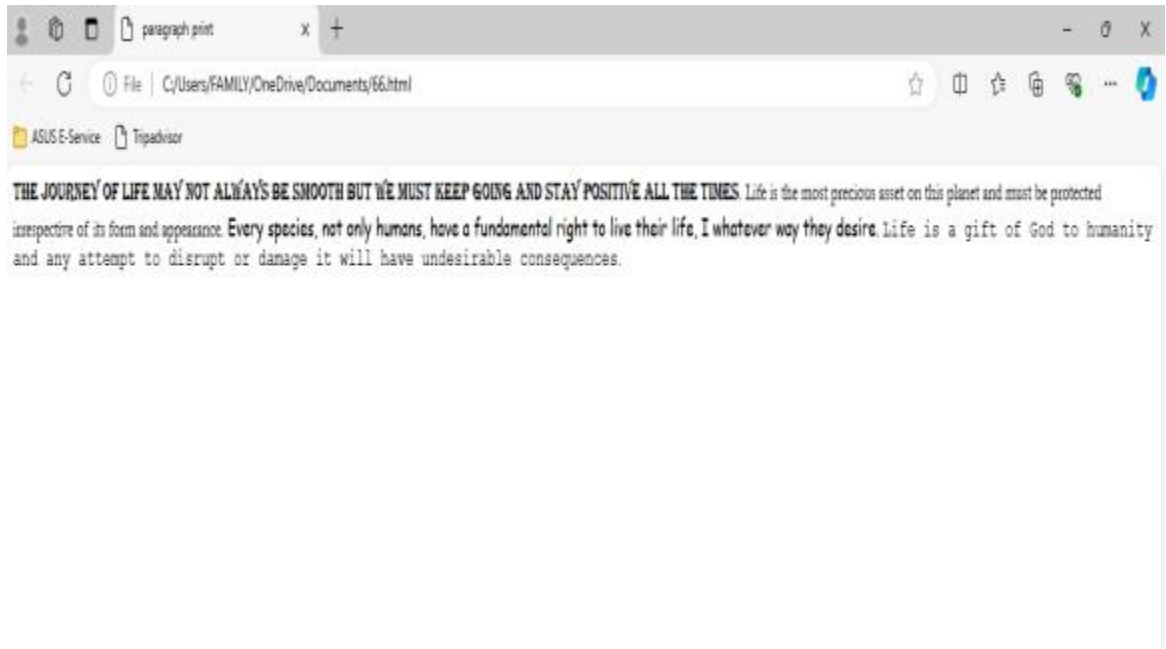 paragraph print
File | C:/Users/FAMILY/OneDrive/Documents/66.html
ASUS E-Service Tripadvisor
THE JOURNEY OF LIFE MAY NOT ALWAYS BE SMOOTH BUT WE MUST KEEP GOING AND STAY POSITIVE ALL THE TIMES. Life is the most precious asset on this planet and must be protected
irrespective of its form and appearance. Every species, not only humans, have a fundamental right to live their life, I whatever way they desire. Life is a gift of God to humanity
and any attempt to disrupt or damage it will have undesirable consequences.